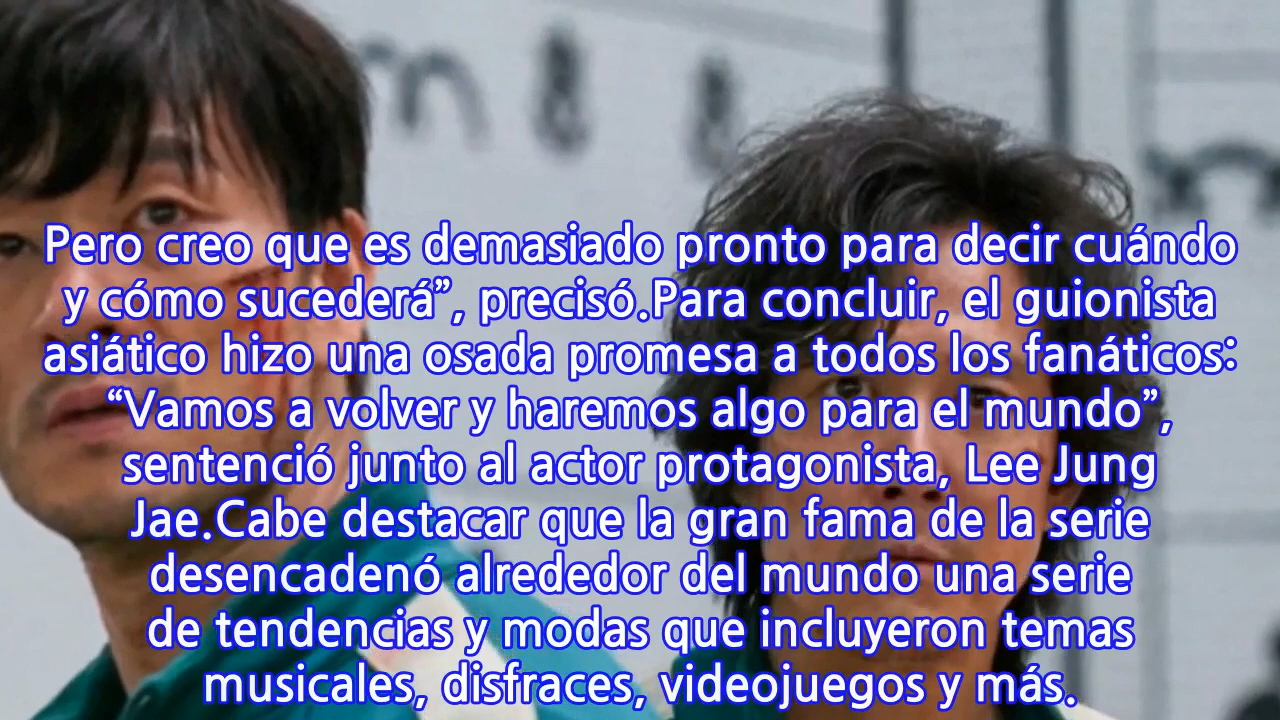 Pero creo que es demasiado pronto para decir cuándo
y cómo sucederá”, precisó.Para concluir, el guionista
asiático hizo una osada promesa a todos los fanáticos:
“Vamos a volver y haremos algo para el mundo”,
sentenció junto al actor protagonista, Lee Jung
Jae.Cabe destacar que la gran fama de la serie
desencadenó alrededor del mundo una serie
de tendencias y modas que incluyeron temas
musicales, disfraces, videojuegos y más.